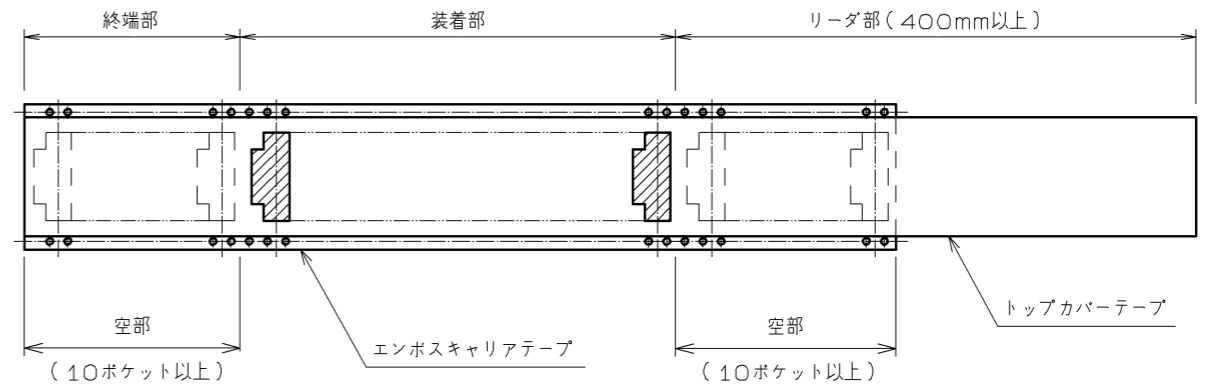 終端部
装着部
リーダ部(400mm以上)
空部
(10ポケット以上)
エンボスキャリアテープ
空部
(10ポケット以上)
トップカバーテープ